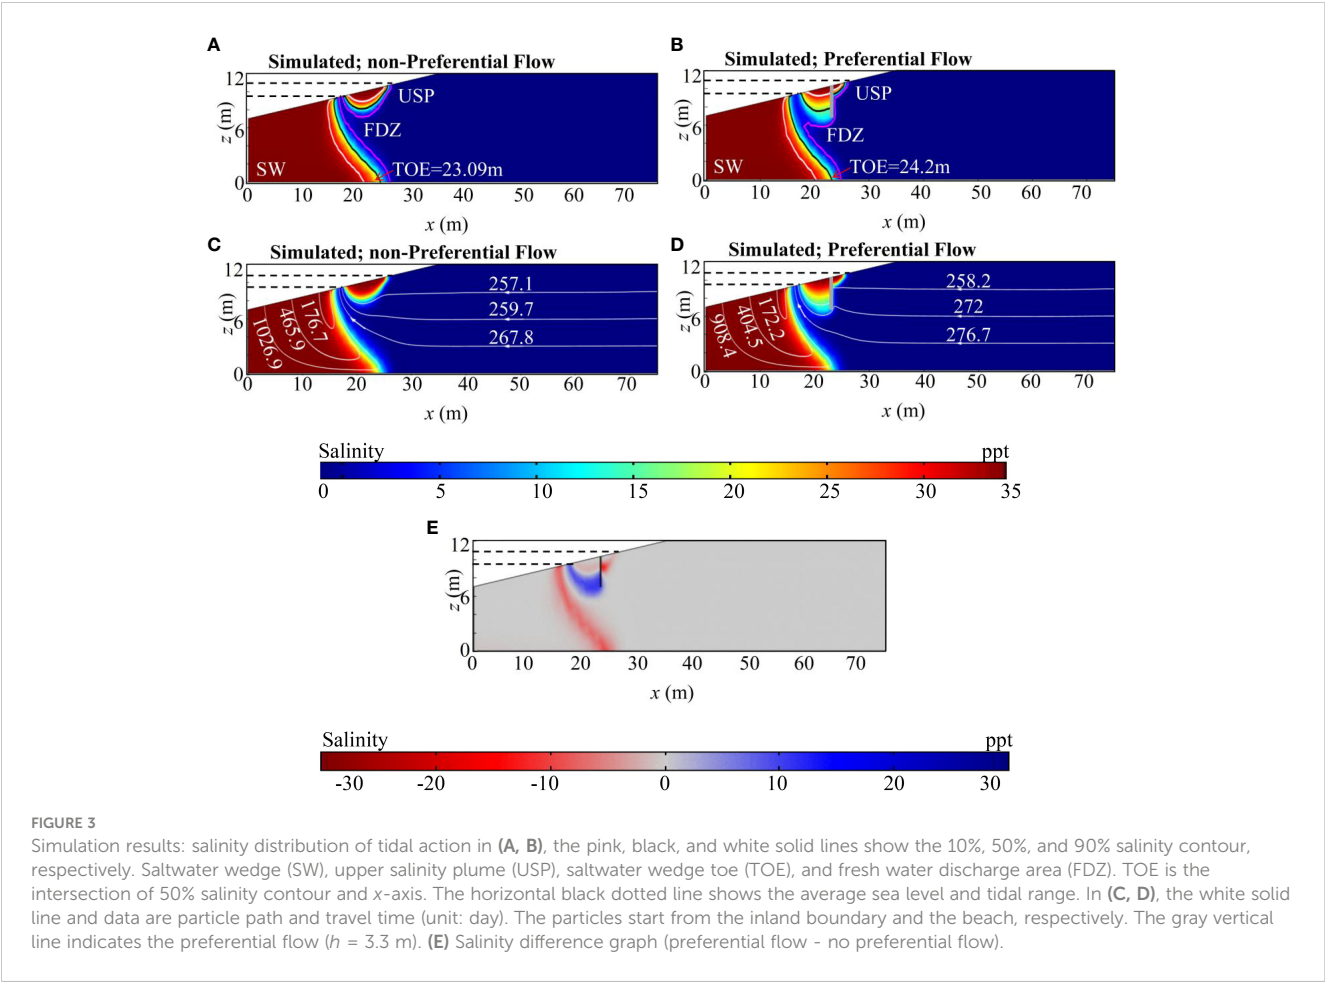 A
Simulated; non-Preferential Flow
12
6
0
z (m)
USP
FDZ
SW
TOE=23.09m
0 10 20 30 40 50 60 70
x (m)
B
Simulated; Preferential Flow
12
6
0
z (m)
USP
FDZ
SW
TOE=24.2m
0 10 20 30 40 50 60 70
x (m)
C
Simulated; non-Preferential Flow
12
6
0
z (m)
257.1
259.7
267.8
176.7
465.9
1026.9
0 10 20 30 40 50 60 70
x (m)
D
Simulated; Preferential Flow
12
6
0
z (m)
258.2
272
276.7
172.2
404.5
908.4
0 10 20 30 40 50 60 70
x (m)
Salinity ppt
0 5 10 15 20 25 30 35
E
12
6
0
z (m)
0 10 20 30 40 50 60 70
x (m)
Salinity ppt
-30 -20 -10 0 10 20 30
FIGURE 3
Simulation results: salinity distribution of tidal action in (A, B), the pink, black, and white solid lines show the 10%, 50%, and 90% salinity contour,
respectively. Saltwater wedge (SW), upper salinity plume (USP), saltwater wedge toe (TOE), and fresh water discharge area (FDZ). TOE is the
intersection of 50% salinity contour and x-axis. The horizontal black dotted line shows the average sea level and tidal range. In (C, D), the white solid
line and data are particle path and travel time (unit: day). The particles start from the inland boundary and the beach, respectively. The gray vertical
line indicates the preferential flow (h = 3.3 m). (E) Salinity difference graph (preferential flow - no preferential flow).